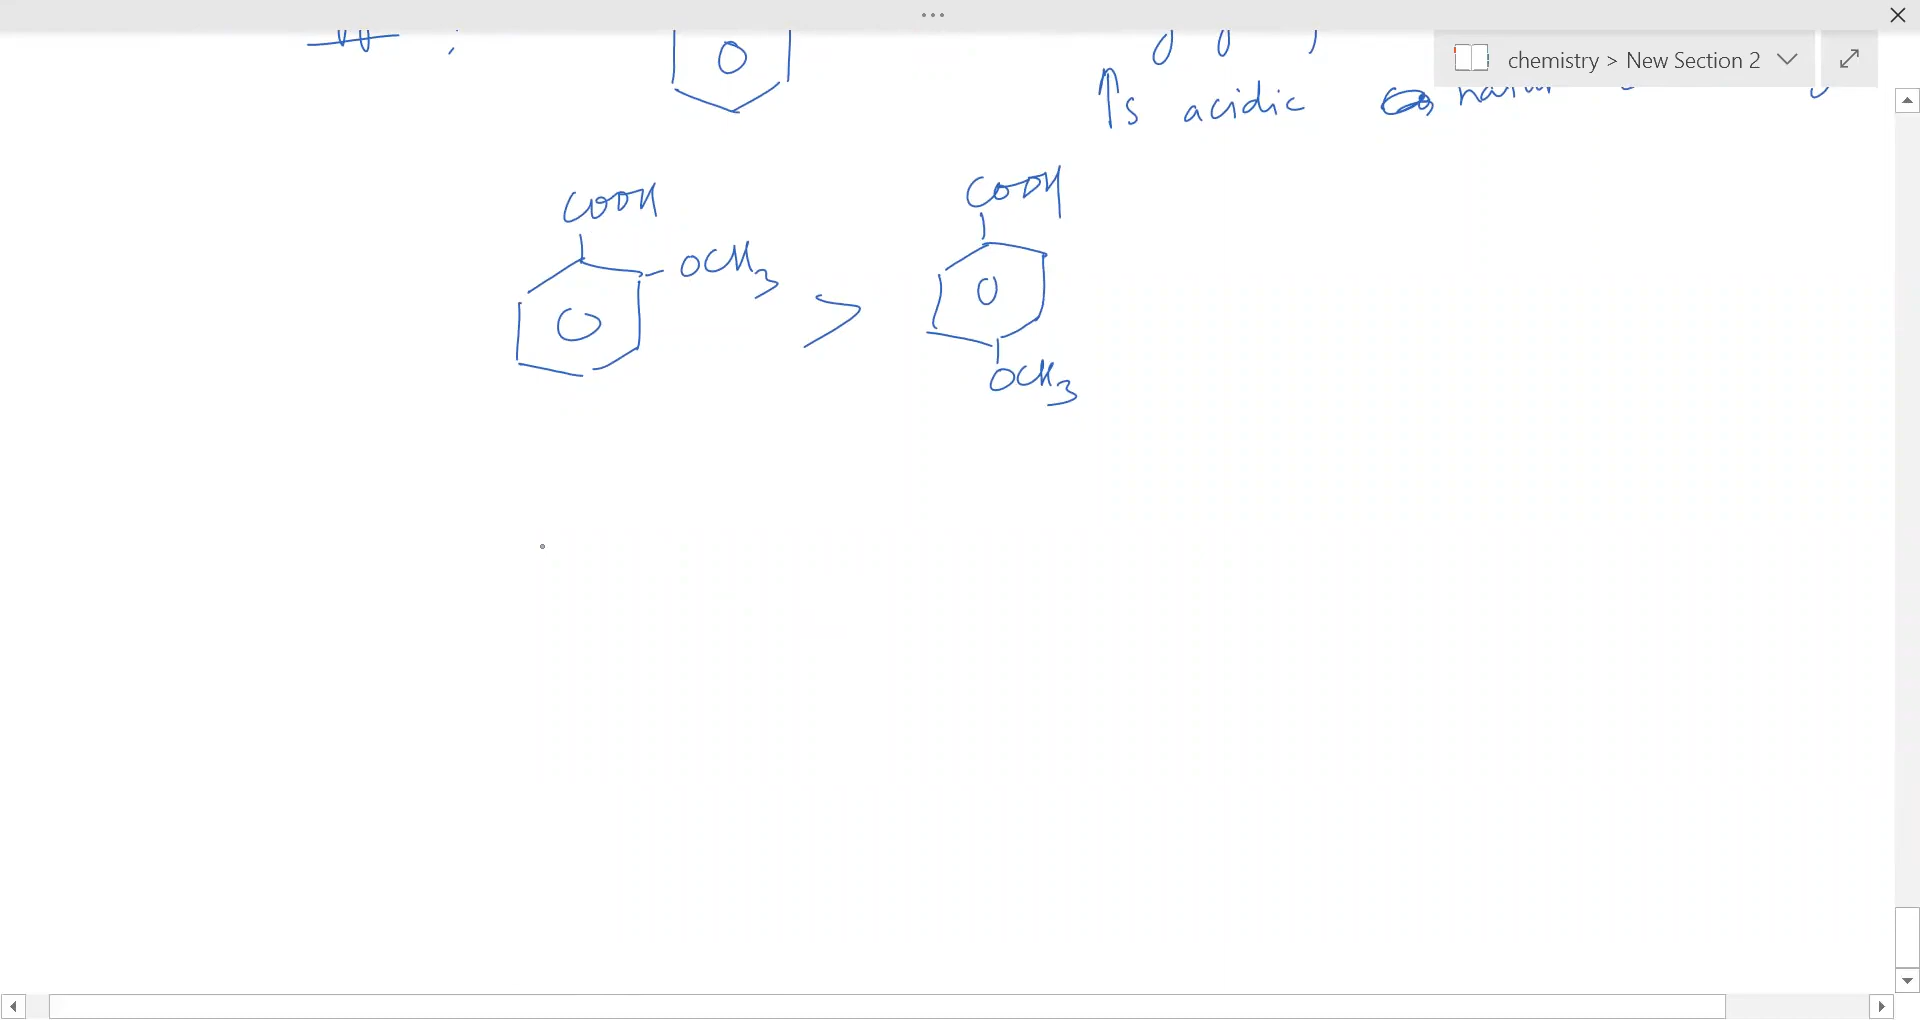 chemistry > New Section 2
↑s acidic
COOH
OCH3
>
COOH
OCH3